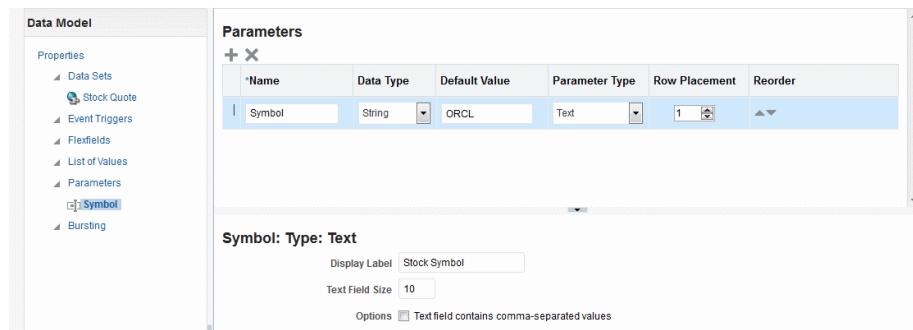 Data Model
Properties
Data Sets
Stock Quote
Event Triggers
Flexfields
List of Values
Parameters
Symbol
Bursting
Parameters
*Name Data Type Default Value Parameter Type Row Placement Reorder
Symbol String ORCL Text 1
Symbol: Type: Text
Display Label Stock Symbol
Text Field Size 10
Options Text field contains comma-separated values